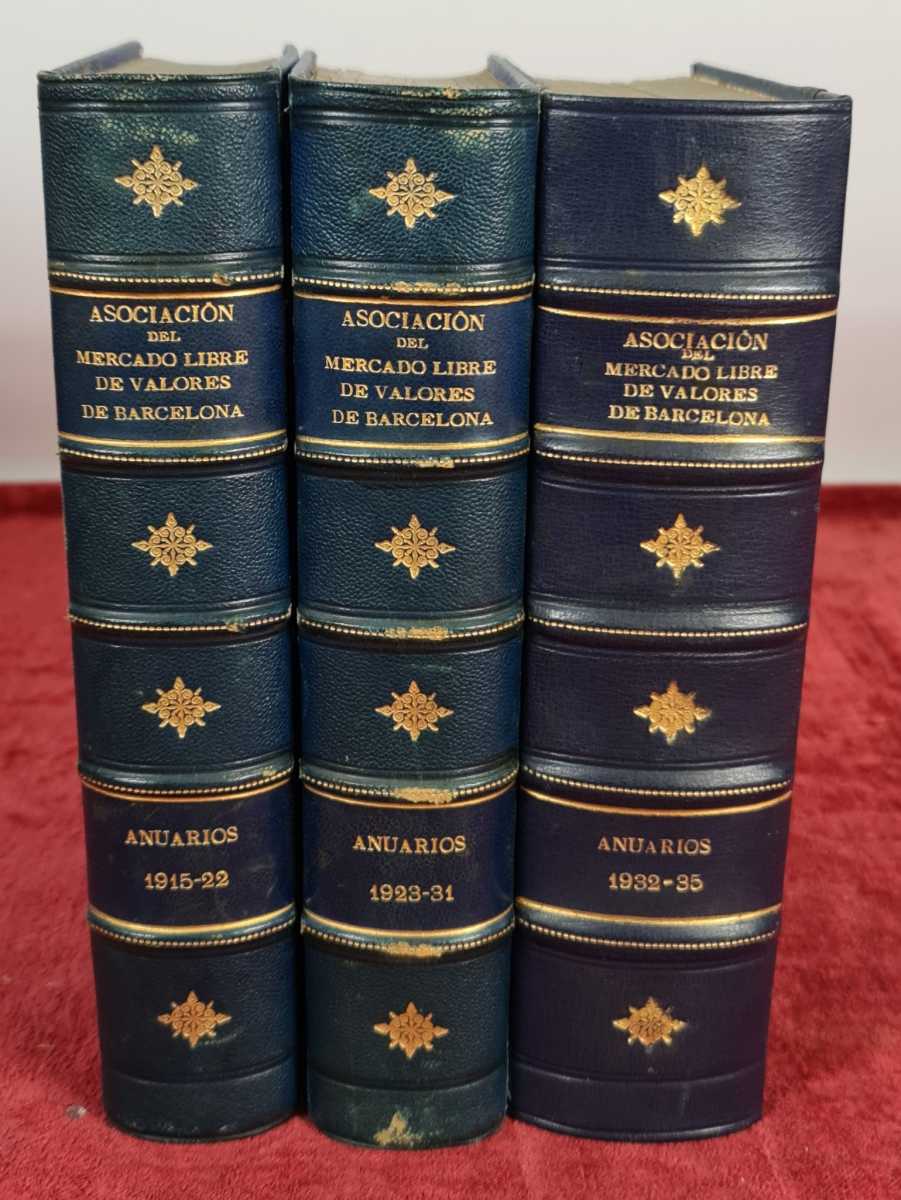 ASOCIACIÓN
DEL
MERCADO LIBRE
DE VALORES
DE BARCELONA
ANUARIOS
1915-22
ASOCIACIÓN
DEL
MERCADO LIBRE
DE VALORES
DE BARCELONA
ANUARIOS
1923-31
ASOCIACIÓN
DEL
MERCADO LIBRE
DE VALORES
DE BARCELONA
ANUARIOS
1932-35